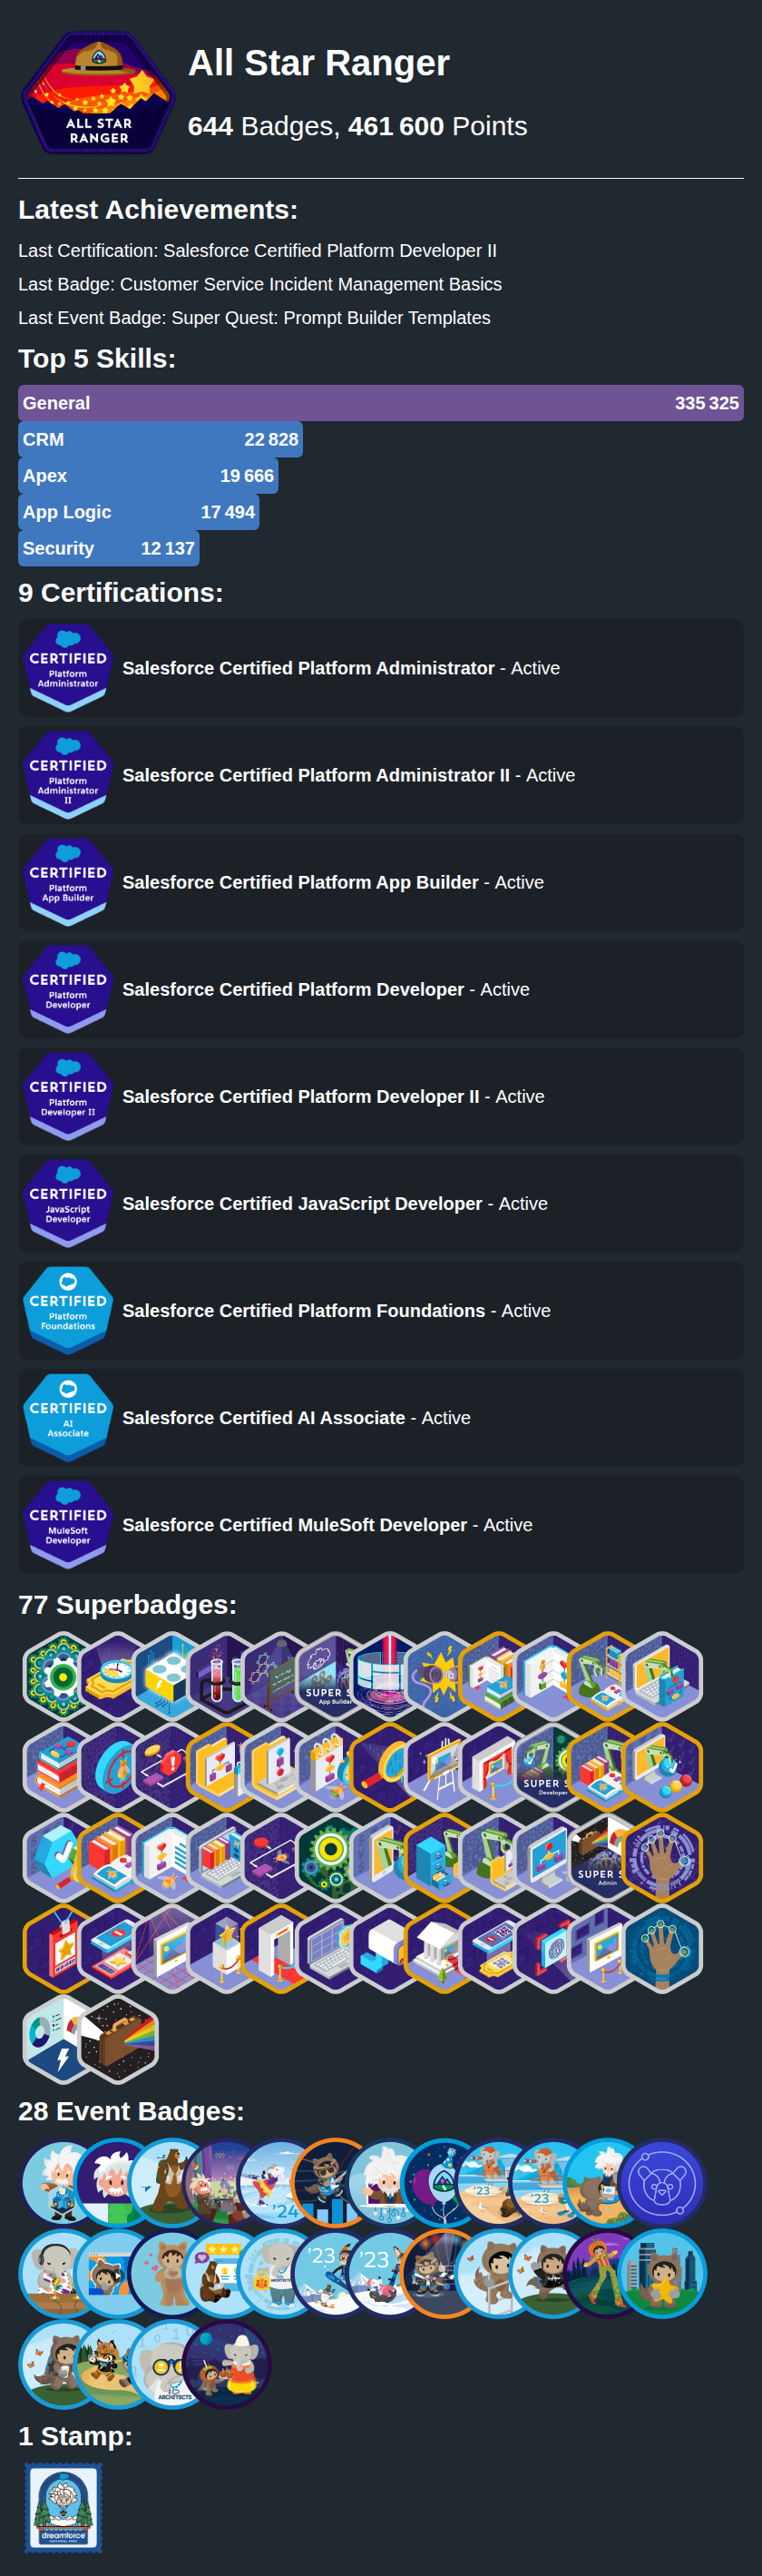 ALL STAR
RANGER
All Star Ranger
644 Badges, 461 600 Points
Latest Achievements:
Last Certification: Salesforce Certified Platform Developer II
Last Badge: Customer Service Incident Management Basics
Last Event Badge: Super Quest: Prompt Builder Templates
Top 5 Skills:
General 335 325
CRM 22 828
Apex 19 666
App Logic 17 494
Security 12 137
9 Certifications:
CERTIFIED
Platform
Administrator
Salesforce Certified Platform Administrator - Active
CERTIFIED
Platform
Administrator
II
Salesforce Certified Platform Administrator II - Active
CERTIFIED
Platform
App Builder
Salesforce Certified Platform App Builder - Active
CERTIFIED
Platform
Developer
Salesforce Certified Platform Developer - Active
CERTIFIED
Platform
Developer II
Salesforce Certified Platform Developer II - Active
CERTIFIED
JavaScript
Developer
Salesforce Certified JavaScript Developer - Active
CERTIFIED
Platform
Foundations
Salesforce Certified Platform Foundations - Active
CERTIFIED
AI
Associate
Salesforce Certified AI Associate - Active
CERTIFIED
MuleSoft
Developer
Salesforce Certified MuleSoft Developer - Active
77 Superbadges:
SUPER S
App Builder
SUPER S
Developer
SUPER S
Admin
28 Event Badges:
'24
'23
'23
'23
'23
ARCHITECTS
1 Stamp:
dreamforce